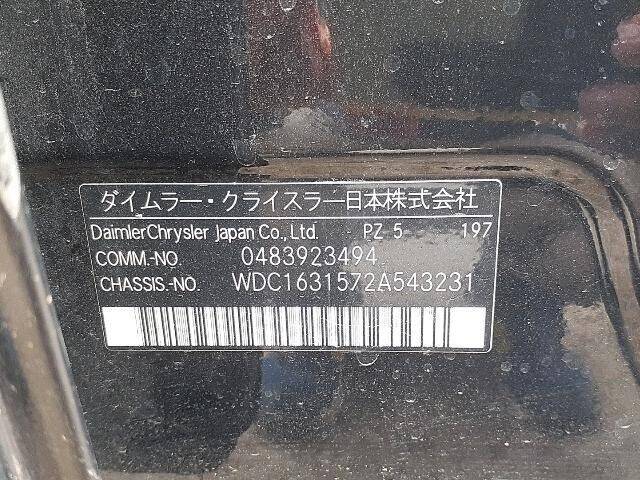 ダイムラー・クライスラー日本株式会社
DaimlerChrysler Japan Co.,Ltd. PZ 5 197
COMM.-NO. 0483923494
CHASSIS.-NO. WDC1631572A543231